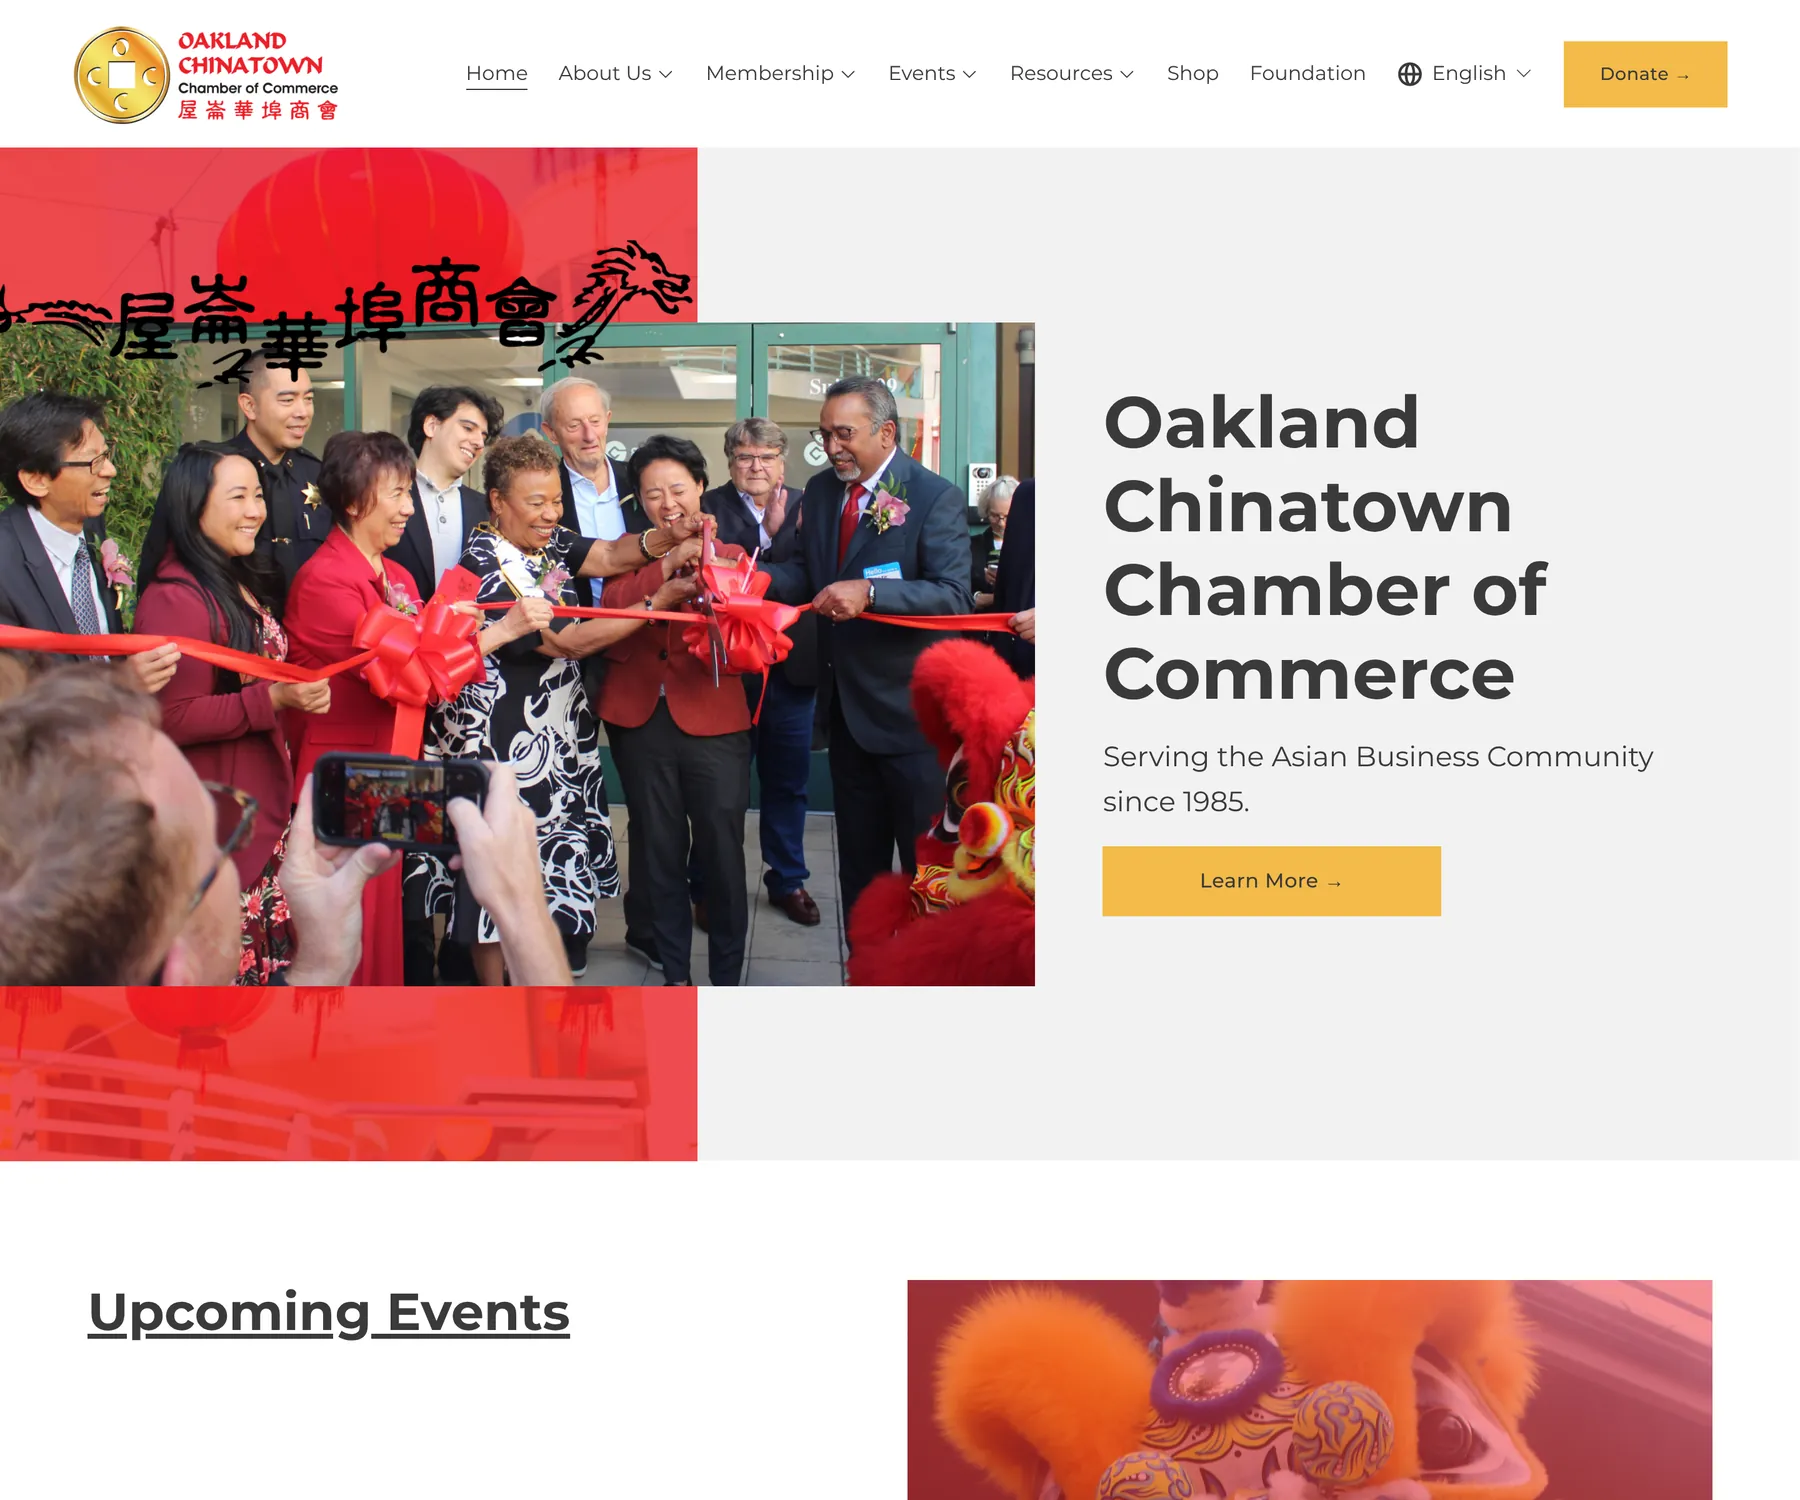 OAKLAND
CHINATOWN
Chamber of Commerce
屋崙華埠商會
Home
About Us
Membership
Events
Resources
Shop
Foundation
English
Donate →
屋崙華埠商會
Hello
Oakland
Chinatown
Chamber of
Commerce
Serving the Asian Business Community
since 1985.
Learn More →
Upcoming Events